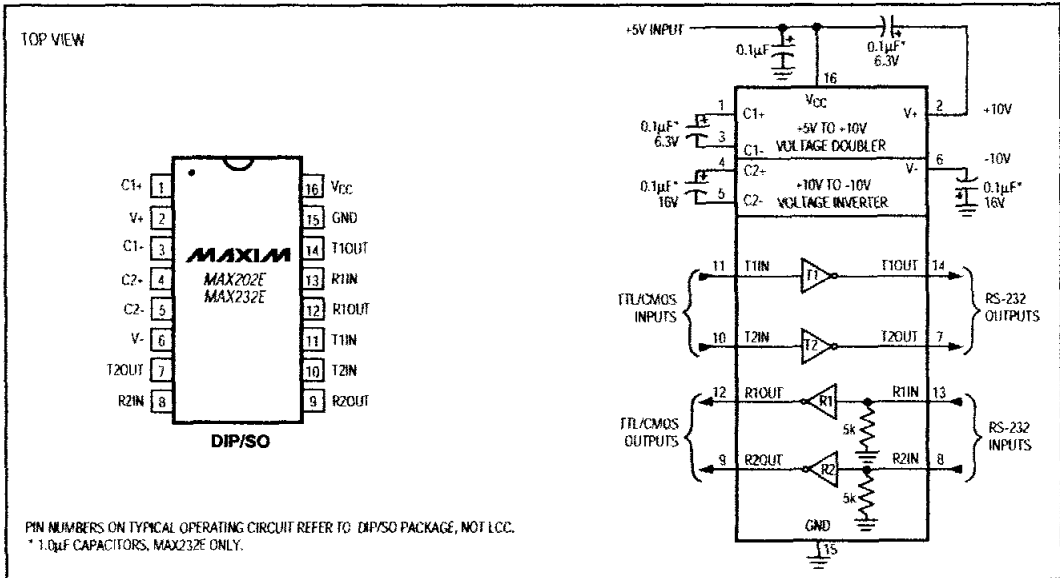 TOP VIEW
C1+ 1
V+ 2
C1- 3
C2+ 4
C2- 5
V- 6
T2OUT 7
R2IN 8
16 VCC
15 GND
14 T1OUT
13 R1IN
12 R1OUT
11 T1IN
10 T2IN
9 R2OUT
MAXIM
MAX202E
MAX232E
DIP/SO
+5V INPUT
0.1µF
0.1µF*
6.3V
16
VCC
1 C1+
0.1µF*
6.3V
3 C1-
+5V TO +10V
VOLTAGE DOUBLER
V+ 2 +10V
4 C2+
0.1µF*
16V
5 C2-
+10V TO -10V
VOLTAGE INVERTER
V- 6 -10V
0.1µF*
16V
TTL/CMOS
INPUTS
11 T1IN T1 T1OUT 14
10 T2IN T2 T2OUT 7
RS-232
OUTPUTS
TTL/CMOS
OUTPUTS
12 R1OUT R1 R1IN 13
5k
9 R2OUT R2 R2IN 8
5k
RS-232
INPUTS
GND
15
PIN NUMBERS ON TYPICAL OPERATING CIRCUIT REFER TO DIP/SO PACKAGE, NOT LCC.
* 1.0µF CAPACITORS, MAX232E ONLY.